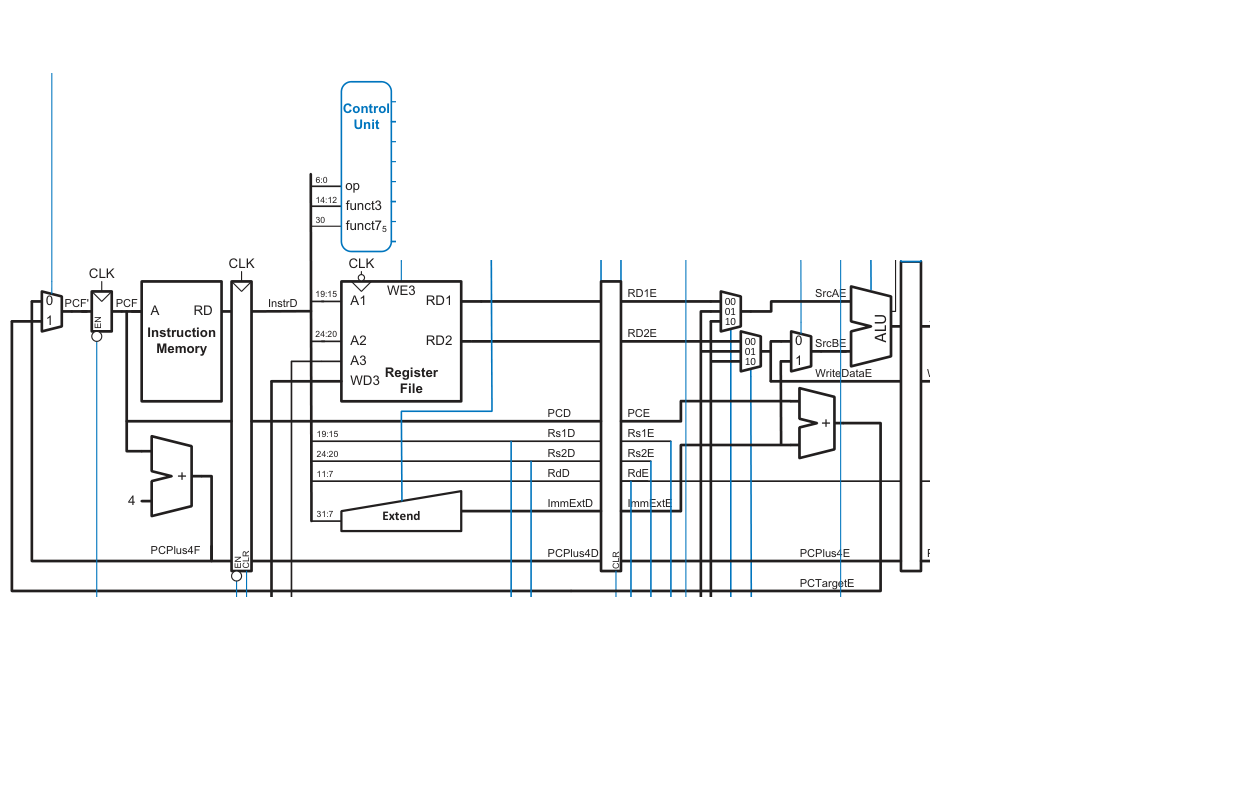 Control
Unit
6:0
op
14:12
funct3
30
funct75
CLK
CLK
CLK
0
1
PCF'
EN
PCF
A
RD
Instruction
Memory
InstrD
19:15
A1
WE3
RD1
24:20
A2
RD2
A3
WD3
Register
File
RD1E
RD2E
00
01
10
00
01
10
0
1
SrcAE
SrcBE
ALU
WriteDataE
PCD
PCE
19:15
Rs1D
Rs1E
24:20
Rs2D
Rs2E
11:7
RdD
RdE
+
+
4
31:7
Extend
ImmExtD
ImmExtE
PCPlus4F
EN
CLR
PCPlus4D
CLR
PCPlus4E
PCTargetE